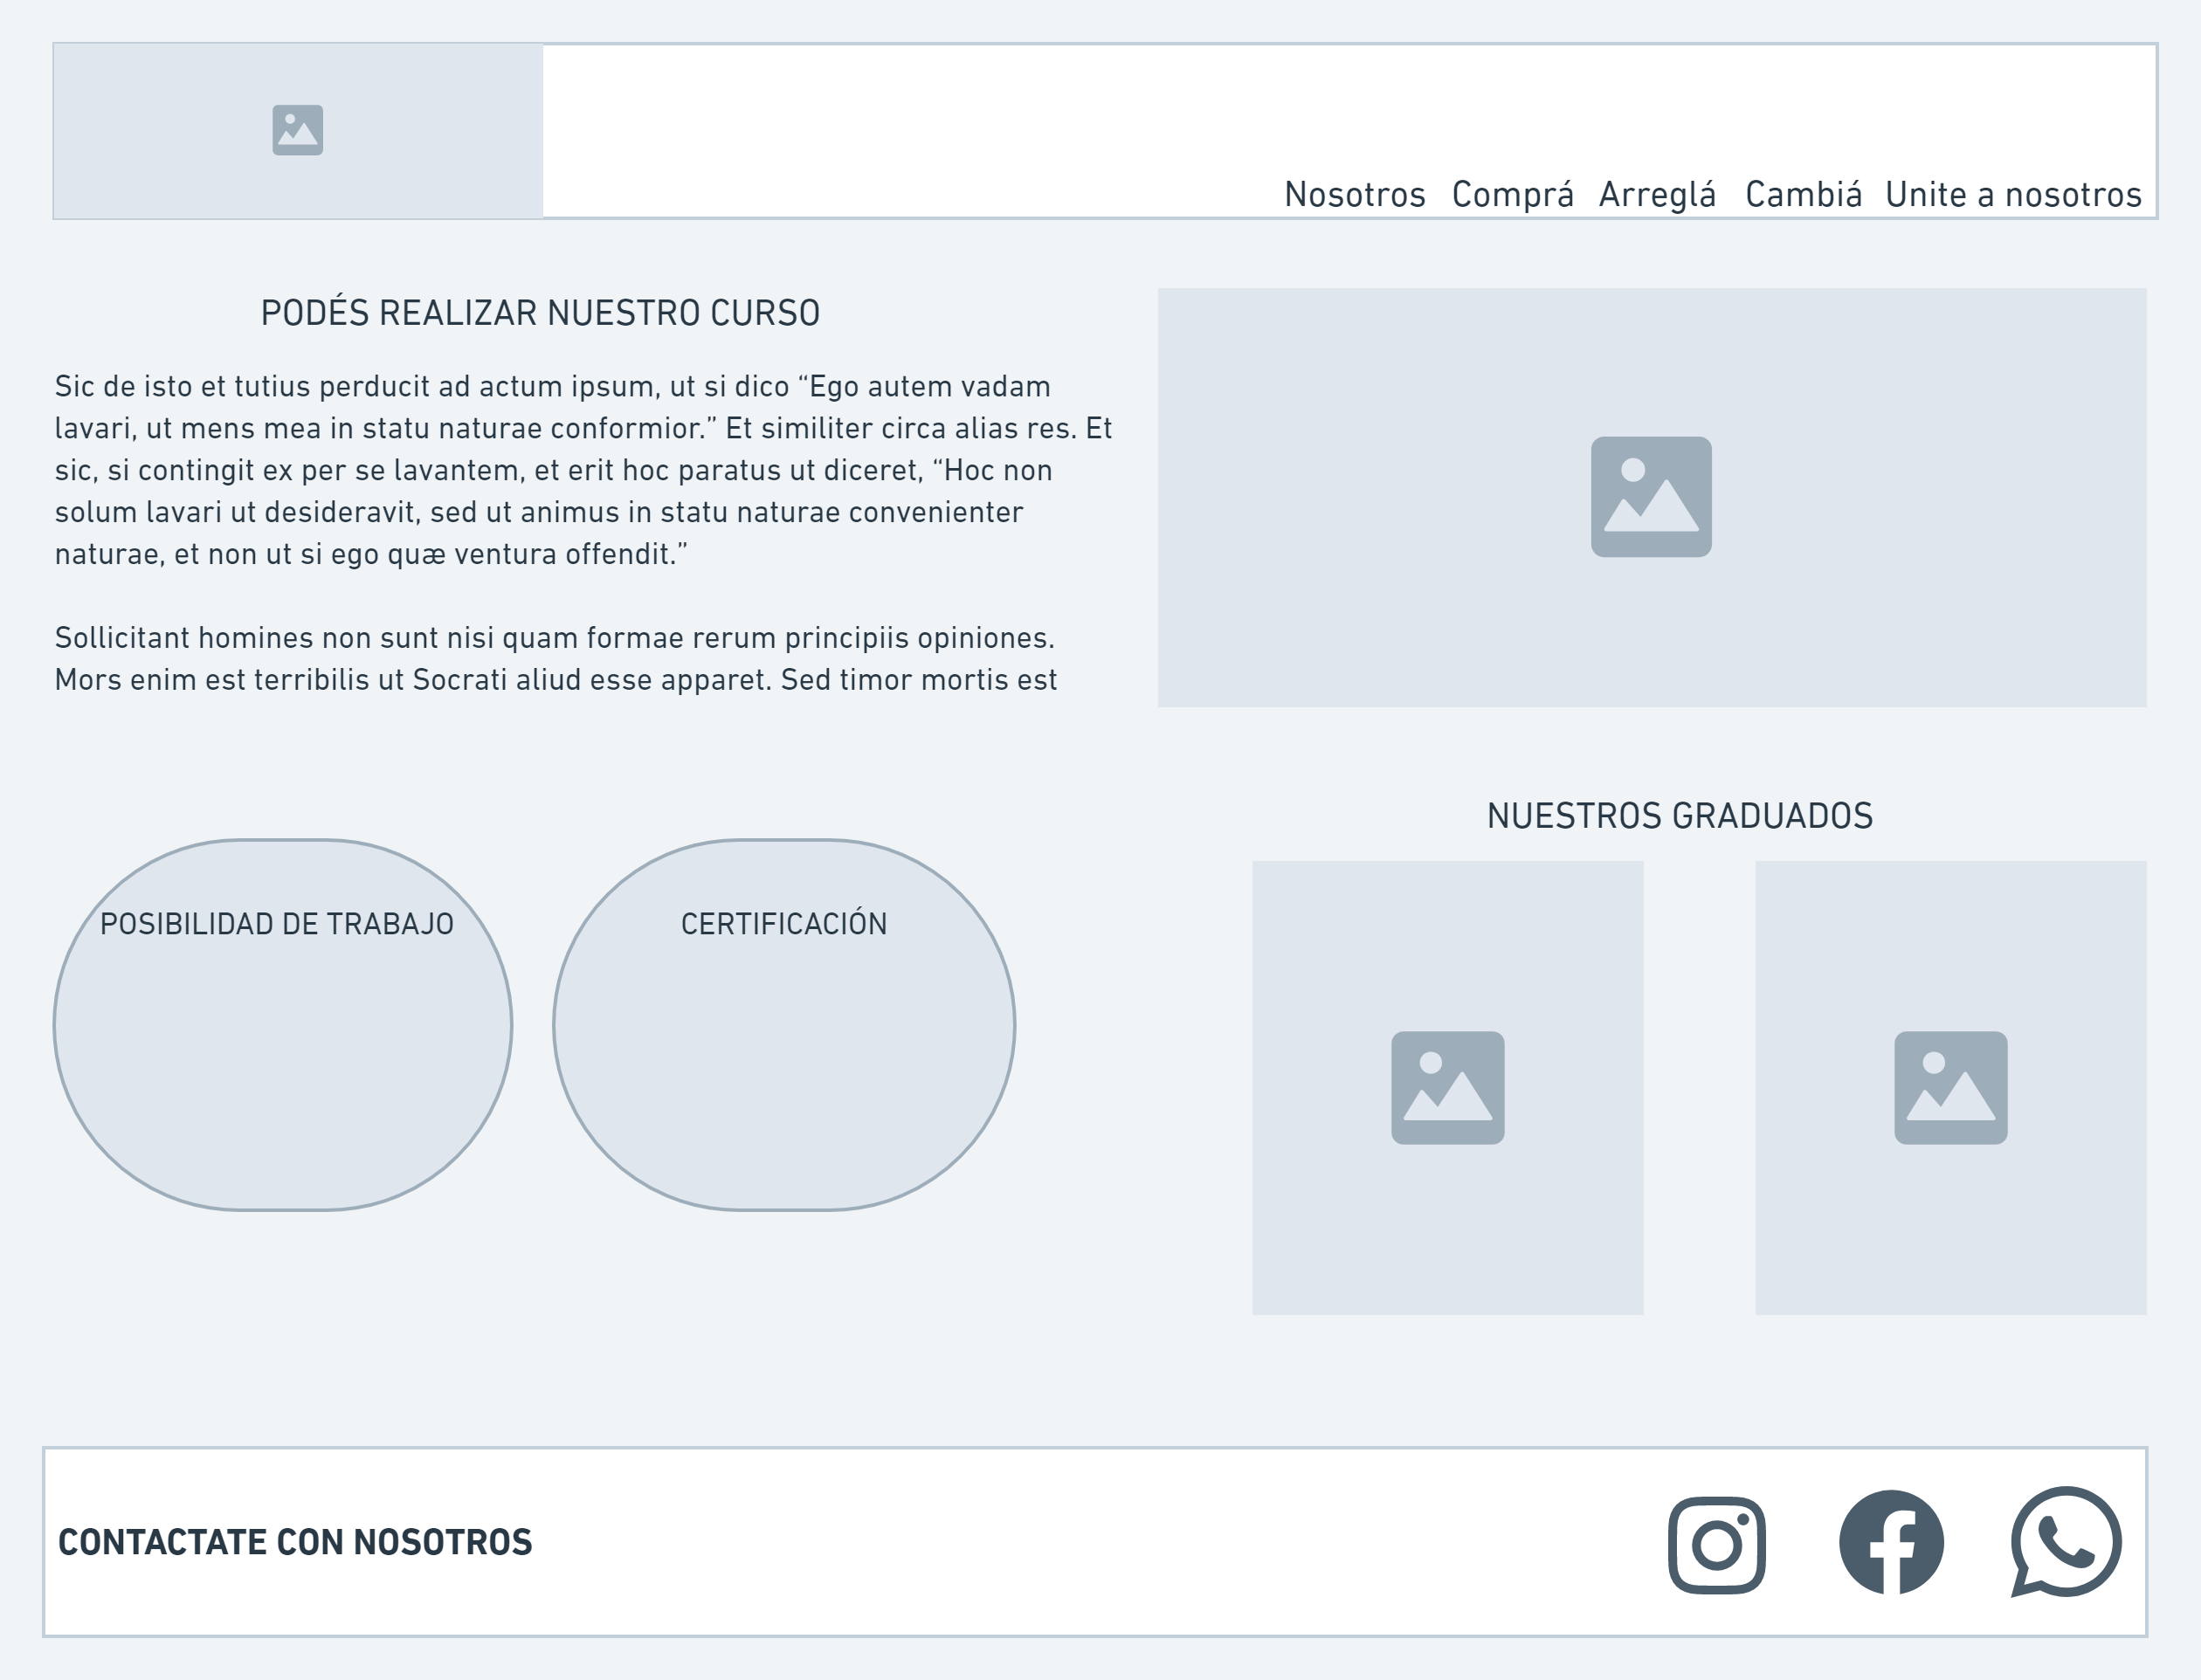 Nosotros Comprá Arreglá Cambiá Unite a nosotros
PODÉS REALIZAR NUESTRO CURSO
Sic de isto et tutius perducit ad actum ipsum, ut si dico “Ego autem vadam
lavari, ut mens mea in statu naturae conformior.” Et similiter circa alias res. Et
sic, si contingit ex per se lavantem, et erit hoc paratus ut diceret, “Hoc non
solum lavari ut desideravit, sed ut animus in statu naturae convenienter
naturae, et non ut si ego quæ ventura offendit.”
Sollicitant homines non sunt nisi quam formae rerum principiis opiniones.
Mors enim est terribilis ut Socrati aliud esse apparet. Sed timor mortis est
NUESTROS GRADUADOS
POSIBILIDAD DE TRABAJO
CERTIFICACIÓN
CONTACTATE CON NOSOTROS